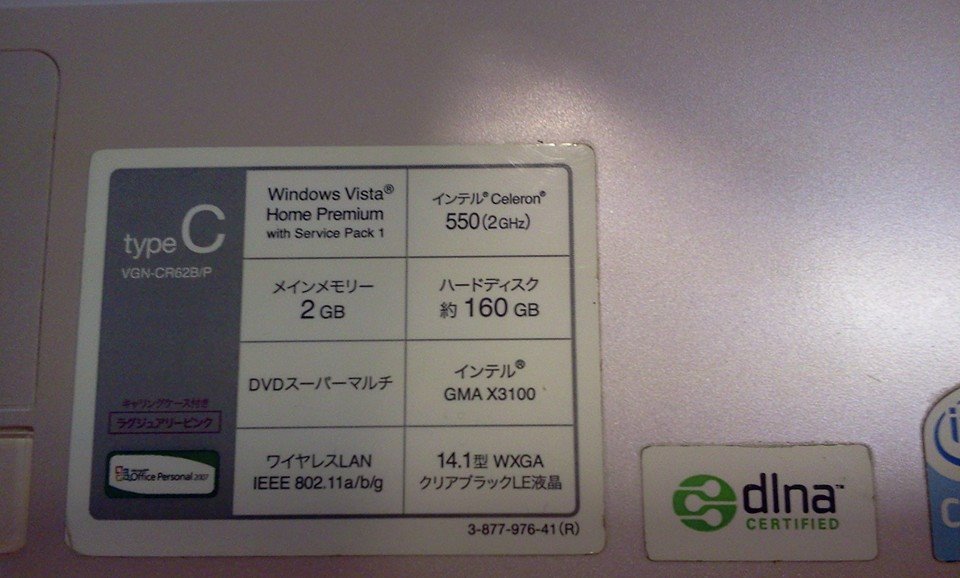 type C
VGN-CR62B/P
キャリングケース付き
ラグジュアリーピンク
Office Personal 2007
Windows Vista®
Home Premium
with Service Pack 1
インテル® Celeron®
550(2GHz)
メインメモリー
2 GB
ハードディスク
約 160 GB
DVDスーパーマルチ
インテル®
GMA X3100
ワイヤレスLAN
IEEE 802.11a/b/g
14.1型 WXGA
クリアブラックLE液晶
3-877-976-41(R)
dlna™
CERTIFIED